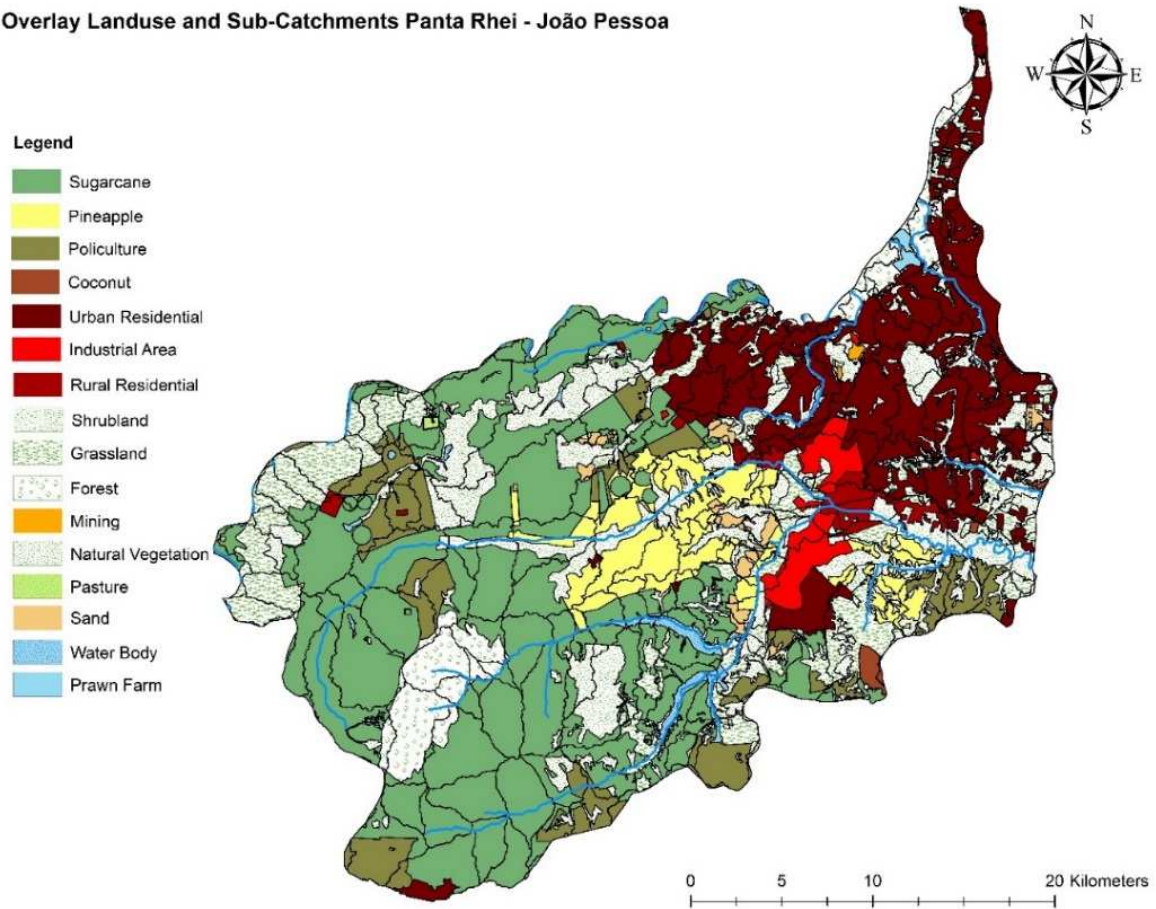 Overlay Landuse and Sub-Catchments Panta Rhei - João Pessoa
N
W E
S
Legend
Sugarcane
Pineapple
Policulture
Coconut
Urban Residential
Industrial Area
Rural Residential
Shrubland
Grassland
Forest
Mining
Natural Vegetation
Pasture
Sand
Water Body
Prawn Farm
0 5 10 20 Kilometers